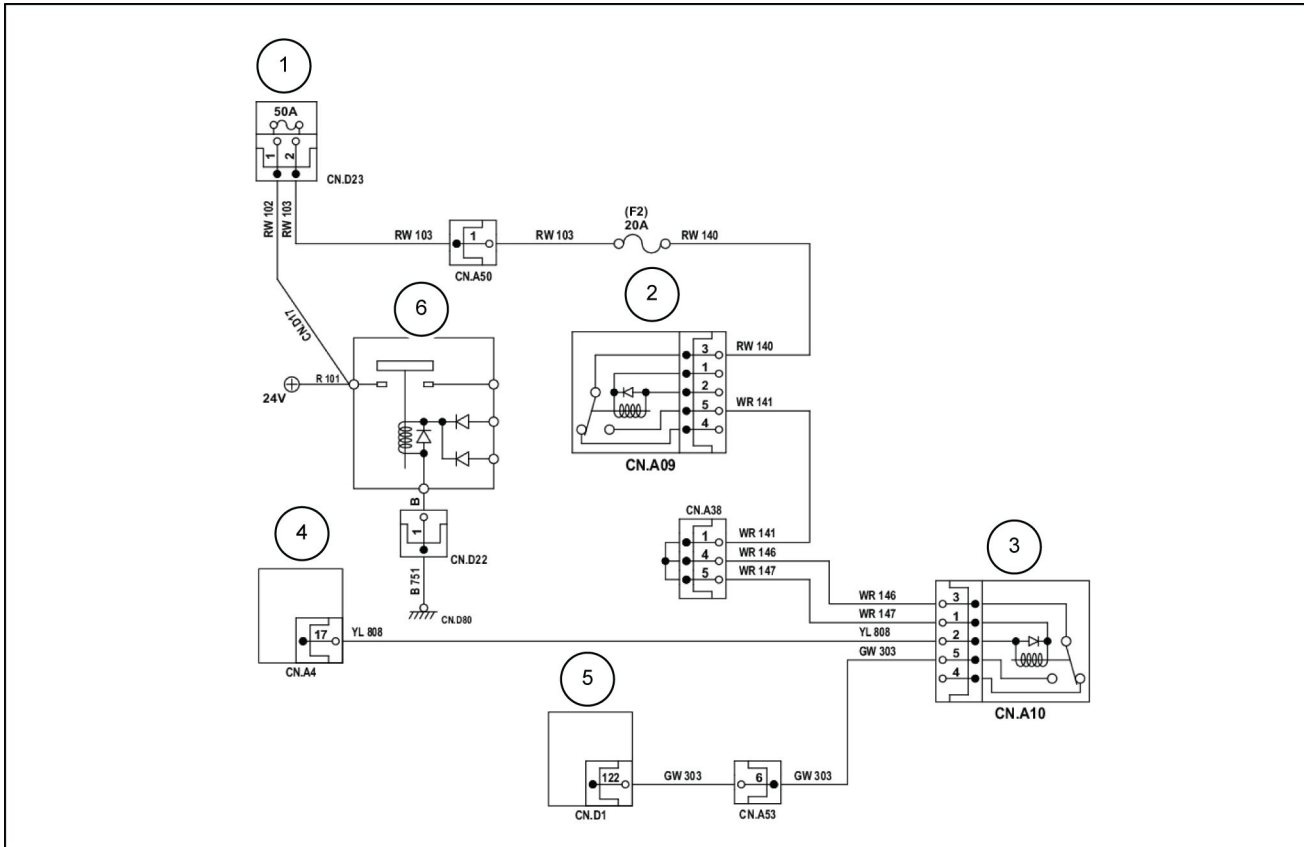 1
50A
1 2
CN.D23
RW 102
RW 103
(F2)
20A
RW 103
1
RW 103
RW 140
CN.A50
2
6
CN.D17
3
RW 140
1
2
5
WR 141
4
CN.A09
R 101
24V
B
1
CN.D22
B 751
CN.D80
CN.A38
1
WR 141
4
WR 146
5
WR 147
3
4
WR 146
3
WR 147
1
17
YL 808
YL 808
2
GW 303
5
4
CN.A4
CN.A10
5
122
GW 303
6
GW 303
CN.D1
CN.A53